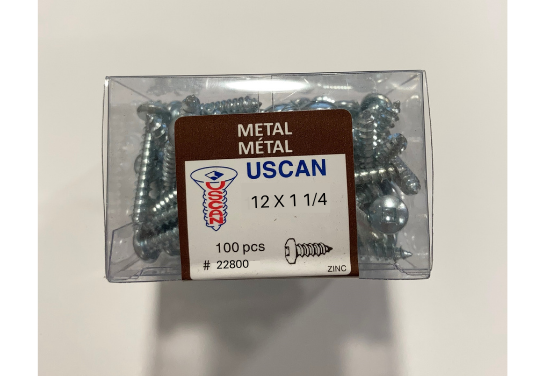 METAL
MÉTAL
USCAN
USCAN
12 X 1 1/4
100 pcs
# 22800
ZINC